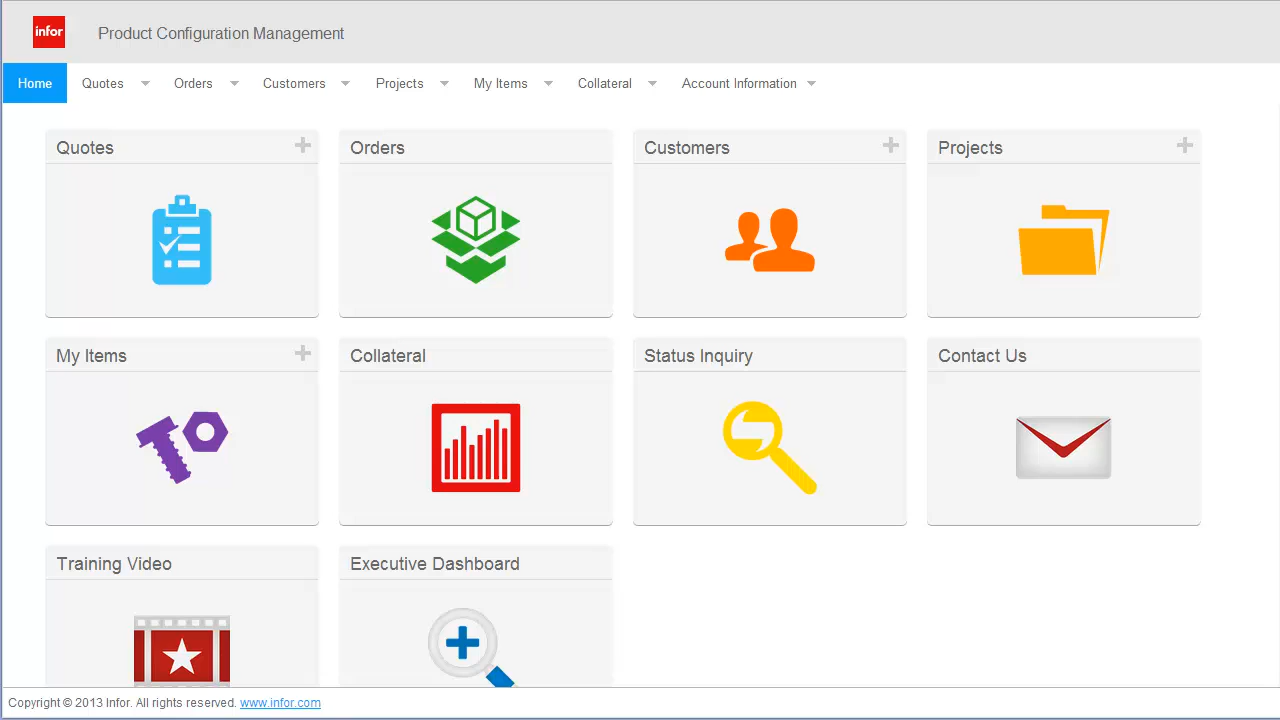 infor
Product Configuration Management
Home Quotes Orders Customers Projects My Items Collateral Account Information
Quotes Orders Customers Projects
My Items Collateral Status Inquiry Contact Us
Training Video Executive Dashboard
Copyright © 2013 Infor. All rights reserved. www.infor.com